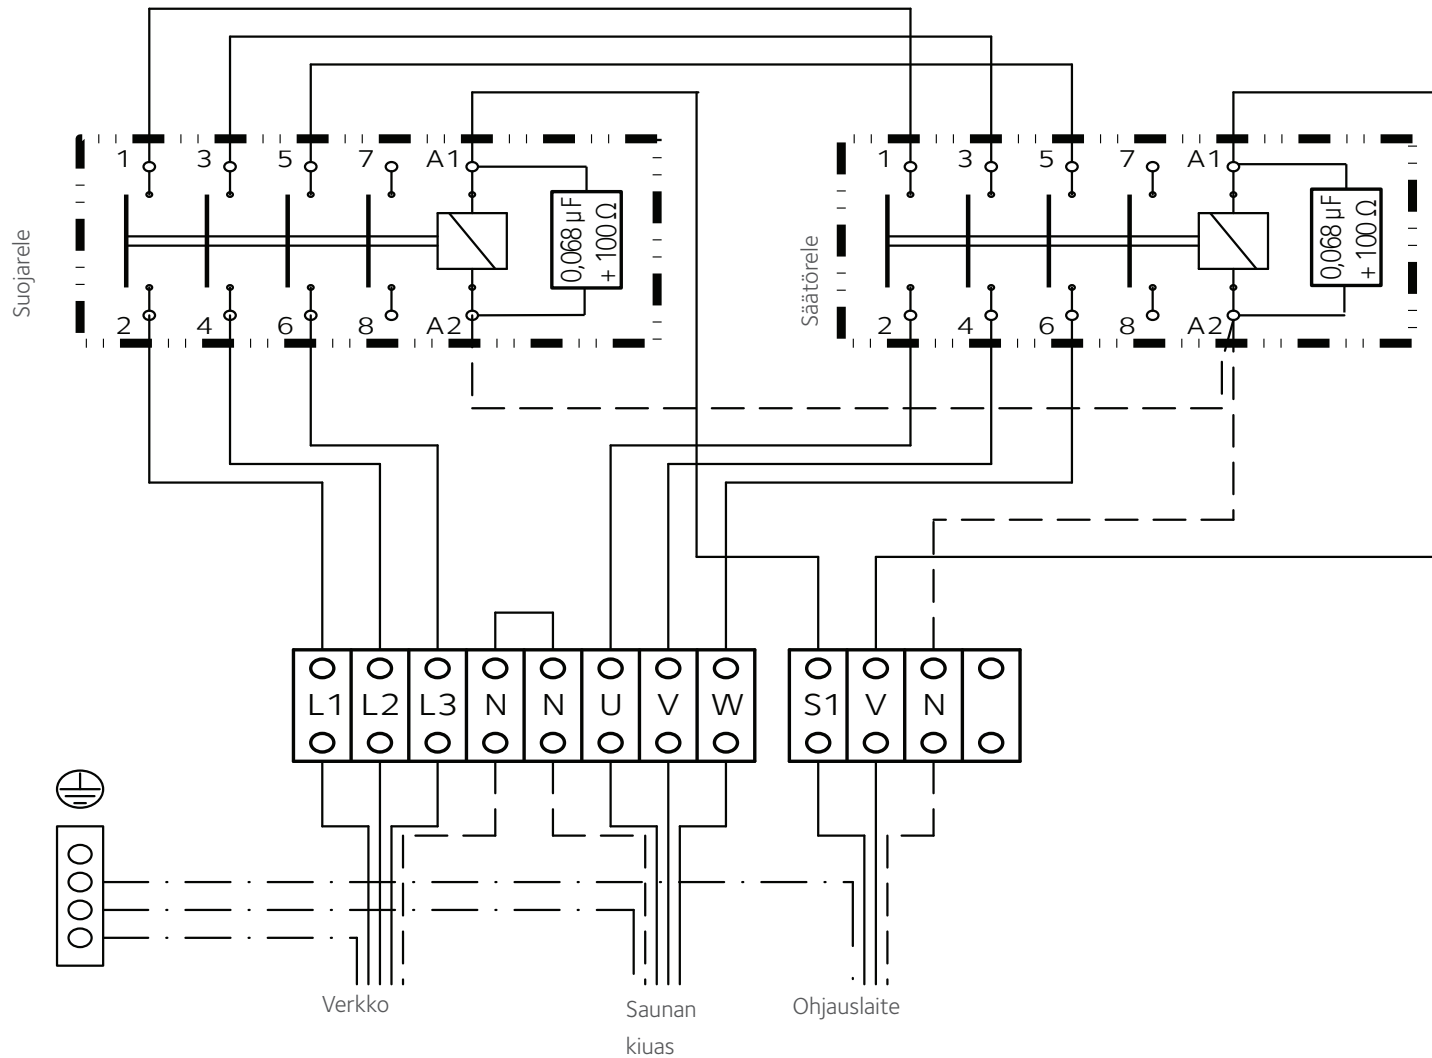 1 3 5 7 A1
0,068 µF
+ 100 Ω
2 4 6 8 A2
Suojarele
1 3 5 7 A1
0,068 µF
+ 100 Ω
2 4 6 8 A2
Säätörele
L1 L2 L3 N N U V W
S1 V N
Verkko
Saunan
kiuas
Ohjauslaite